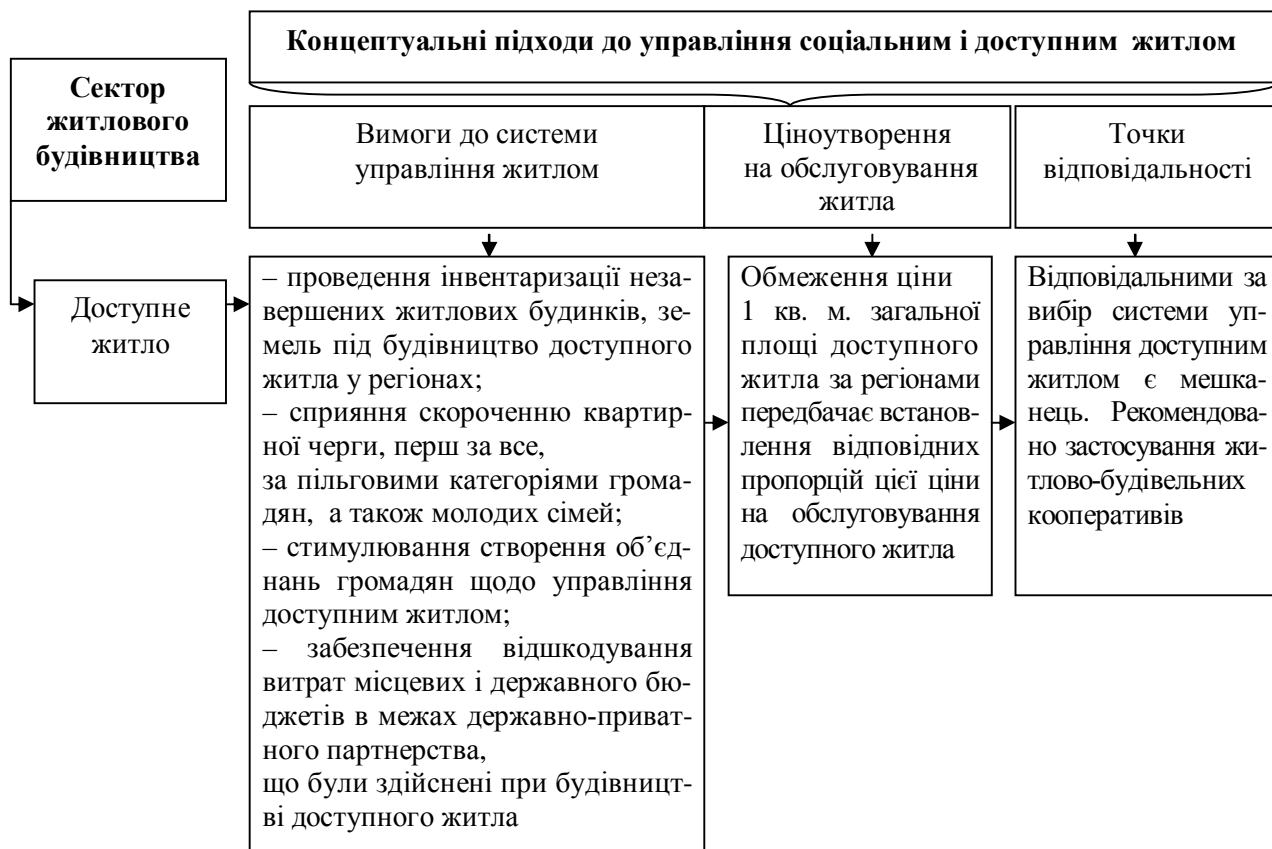 Концептуальні підходи до управління соціальним і доступним житлом
Сектор
житлового
будівництва
Вимоги до системи
управління житлом
Ціноутворення
на обслуговування
житла
Точки
відповідальності
Доступне
житло
– проведення інвентаризації неза-
вершених житлових будинків, зе-
мель під будівництво доступного
житла у регіонах;
– сприяння скороченню квартир-
ної черги, перш за все,
за пільговими категоріями грома-
дян, а також молодих сімей;
– стимулювання створення об’єд-
нань громадян щодо управління
доступним житлом;
– забезпечення відшкодування
витрат місцевих і державного бю-
джетів в межах державно-приват-
ного партнерства,
що були здійснені при будівницт-
ві доступного житла
Обмеження ціни
1 кв. м. загальної
площі доступного
житла за регіонами
передбачає встанов-
лення відповідних
пропорцій цієї ціни
на обслуговування
доступного житла
Відповідальними за
вибір системи уп-
равління доступним
житлом є мешка-
нець. Рекомендова-
но застосування жи-
тлово-будівельних
кооперативів